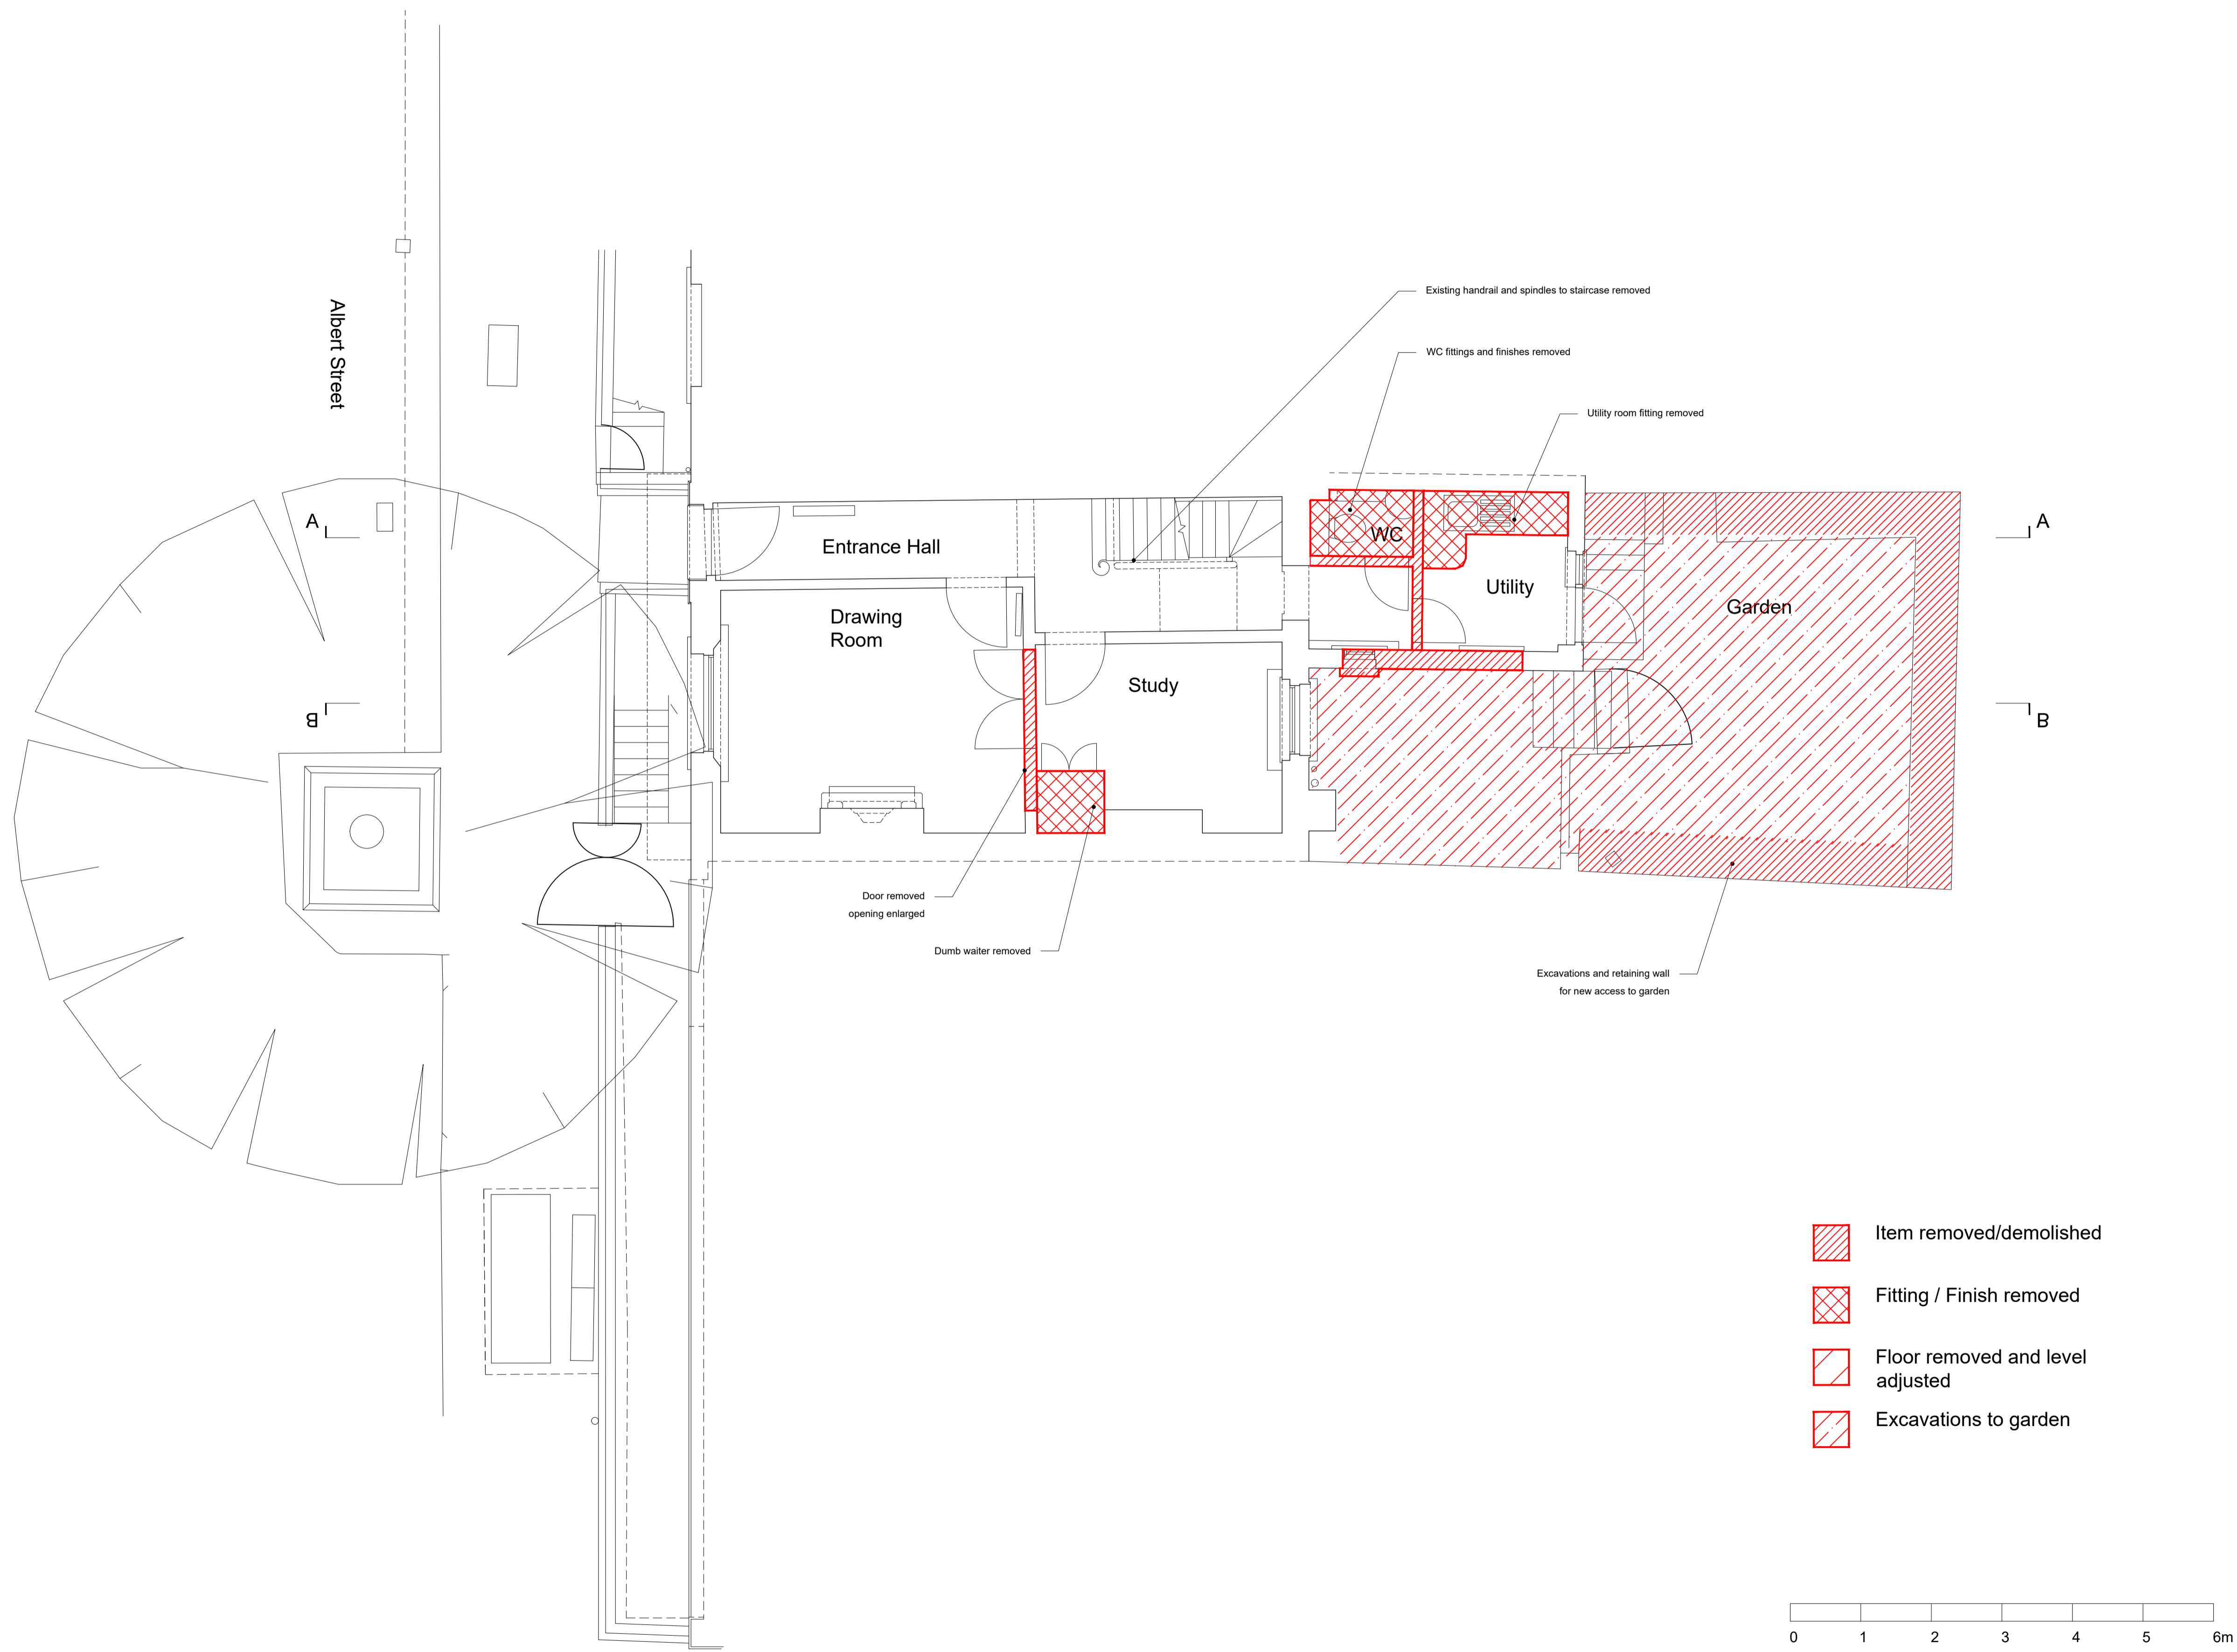 Albert Street
Existing handrail and spindles to staircase removed
WC fittings and finishes removed
Utility room fitting removed
A
A
WC
Entrance Hall
Utility
Garden
Drawing
Room
Study
B
B
Door removed
opening enlarged
Dumb waiter removed
Excavations and retaining wall
for new access to garden
Item removed/demolished
Fitting / Finish removed
Floor removed and level
adjusted
Excavations to garden
0 1 2 3 4 5 6m